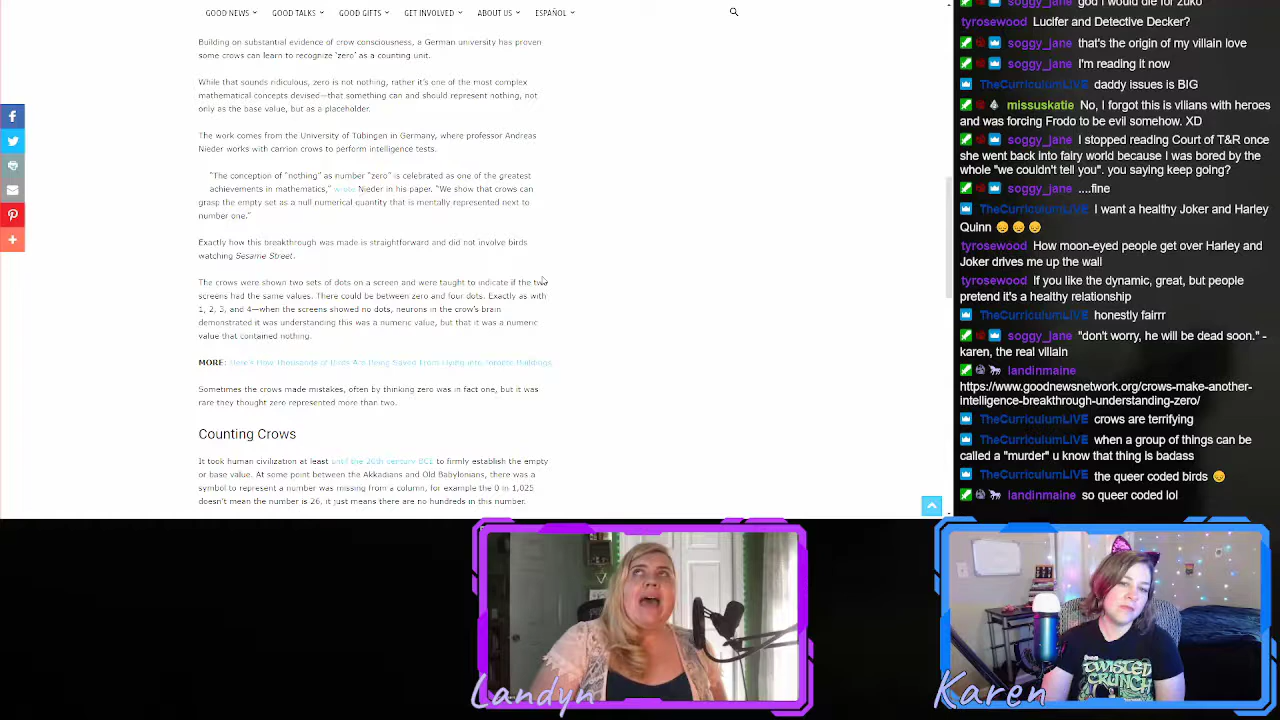 GOOD NEWS GOOD TALKS GOOD GIFTS GET INVOLVED ABOUT US ESPAÑOL
Building on substantial evidence of crow consciousness, a German university has proven
some crows can learn to recognize 'zero' as a counting unit.
While that sounds ridiculous, zero is not nothing, rather it's one of the most complex
mathematical concepts devised—that something can and should represent nothing, not
only as the base value, but as a placeholder.
The work comes from the University of Tübingen in Germany, where professor Andreas
Nieder works with carrion crows to perform intelligence tests.
"The conception of "nothing" as number "zero" is celebrated as one of the greatest
achievements in mathematics," wrote Nieder in his paper. "We show that crows can
grasp the empty set as a null numerical quantity that is mentally represented next to
number one."
Exactly how this breakthrough was made is straightforward and did not involve birds
watching Sesame Street.
The crows were shown two sets of dots on a screen and were taught to indicate if the two
screens had the same values. There could be between zero and four dots. Exactly as with
1, 2, 3, and 4—when the screens showed no dots, neurons in the crow's brain
demonstrated it was understanding this was a numeric value, but that it was a numeric
value that contained nothing.
MORE: Here's How Thousands of Birds Are Being Saved From Flying into Toronto Buildings
Sometimes the crows made mistakes, often by thinking zero was in fact one, but it was
rare they thought zero represented more than two.
Counting Crows
It took human civilization at least until the 20th century BCE to firmly establish the empty
or base value. At some point between the Akkadians and Old Babylonians, there was a
symbol to represent a number was missing from a column, for example the 0 in 1,025
doesn't mean the number is 26, it just means there are no hundreds in this number.
soggy_jane god I would die for zuko
tyrosewood Lucifer and Detective Decker?
soggy_jane that's the origin of my villain love
soggy_jane I'm reading it now
TheCurriculumLIVE daddy issues is BIG
missuskatie No, I forgot this is vllians with heroes
and was forcing Frodo to be evil somehow. XD
soggy_jane I stopped reading Court of T&R once
she went back into fairy world because I was bored by the
whole "we couldn't tell you". you saying keep going?
soggy_jane ....fine
TheCurriculumLIVE I want a healthy Joker and Harley
Quinn 😞😞😞
tyrosewood How moon-eyed people get over Harley and
Joker drives me up the wall
tyrosewood If you like the dynamic, great, but people
pretend it's a healthy relationship
TheCurriculumLIVE honestly fairrr
soggy_jane "don't worry, he will be dead soon." -
karen, the real villain
landinmaine
https://www.goodnewsnetwork.org/crows-make-another-
intelligence-breakthrough-understanding-zero/
TheCurriculumLIVE crows are terrifying
TheCurriculumLIVE when a group of things can be
called a "murder" u know that thing is badass
TheCurriculumLIVE the queer coded birds 😞
landinmaine so queer coded lol
TWISTED
CRUNCH
Landyn
Karen